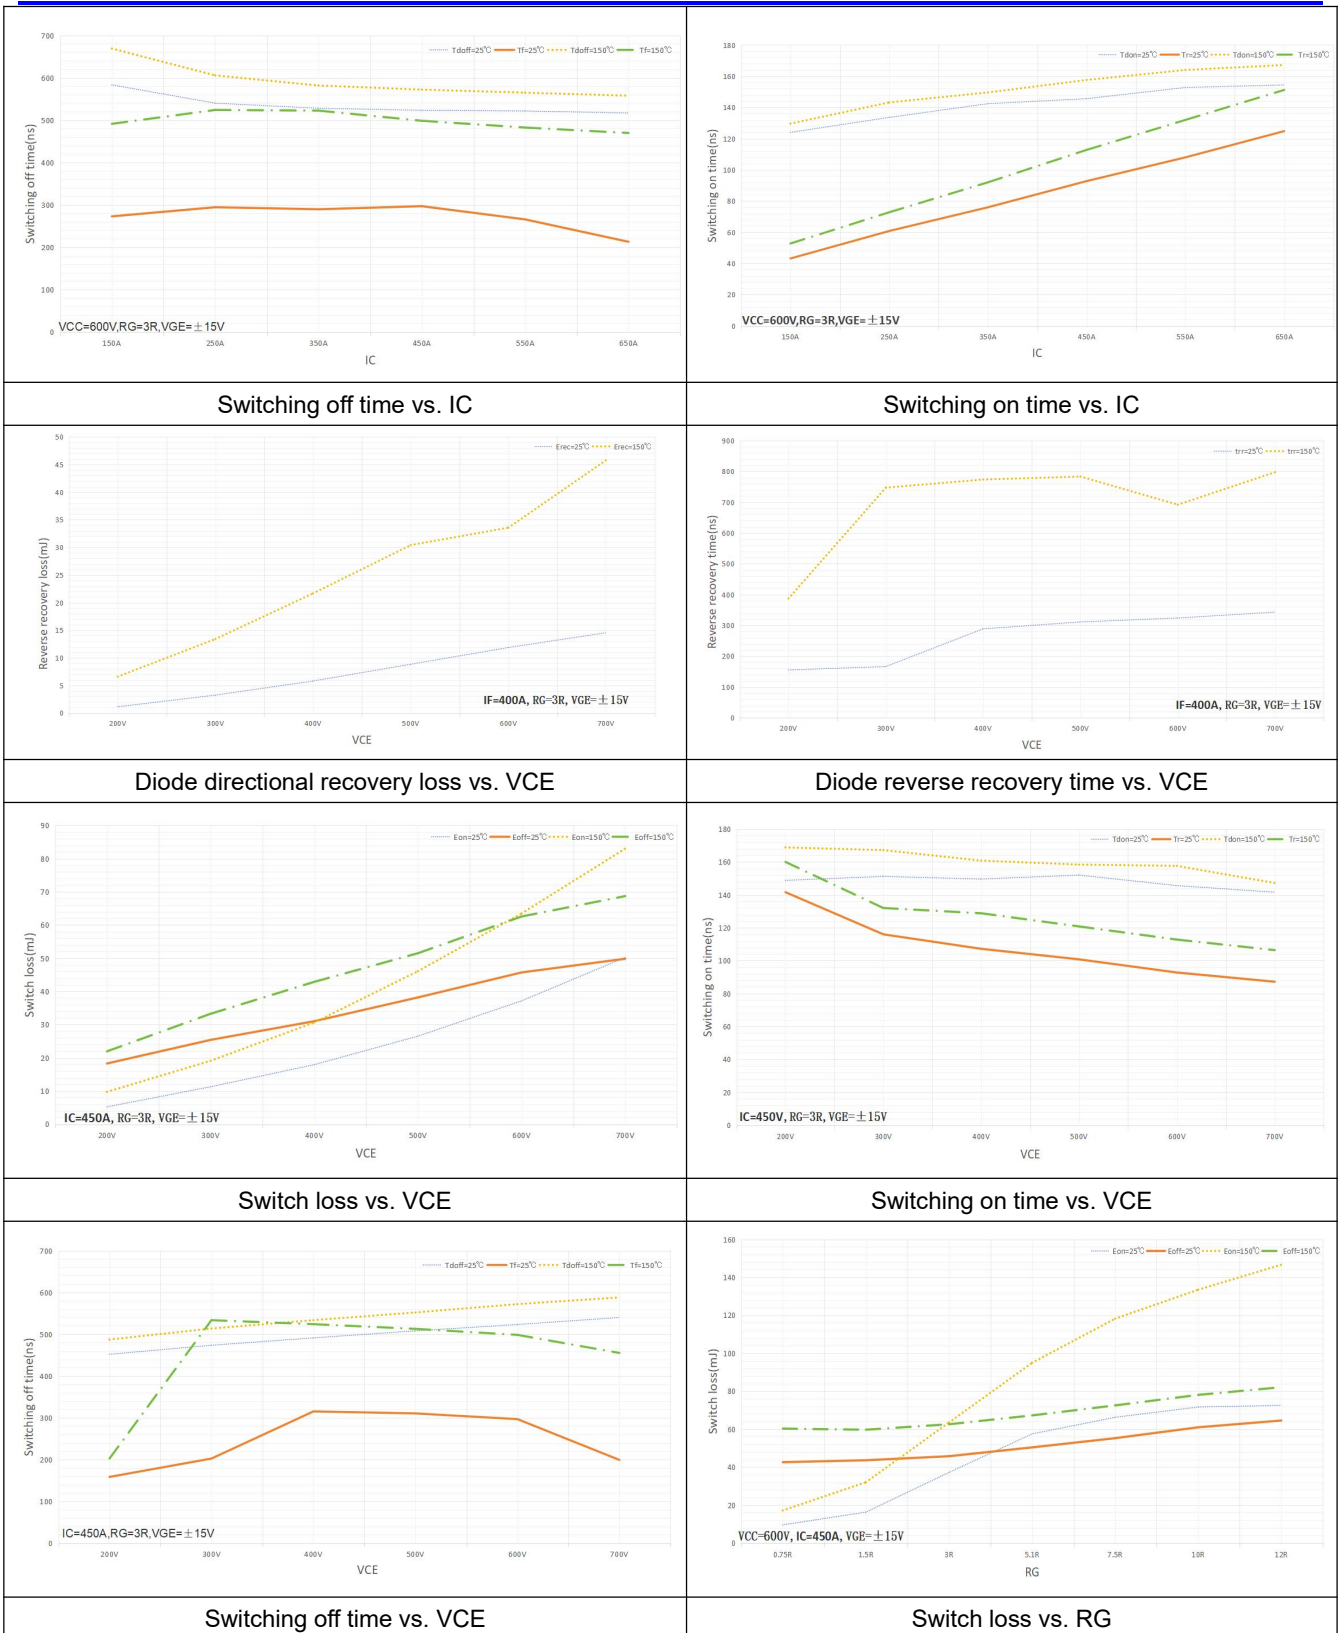 Tdoff=25℃ Tf=25℃ Tdoff=150℃ Tf=150℃
700
600
500
400
300
200
100
0
Switching off time(ns)
VCC=600V,RG=3R,VGE=±15V
150A 250A 350A 450A 550A 650A
IC
Switching off time vs. IC
Tdon=25℃ Tr=25℃ Tdon=150℃ Tr=150℃
180
160
140
120
100
80
60
40
20
0
Switching on time(ns)
VCC=600V,RG=3R,VGE=±15V
150A 250A 350A 450A 550A 650A
IC
Switching on time vs. IC
Erec=25℃ Erec=150℃
50
45
40
35
30
25
20
15
10
5
0
Reverse recovery loss(mJ)
IF=400A, RG=3R, VGE=±15V
200V 300V 400V 500V 600V 700V
VCE
Diode directional recovery loss vs. VCE
trr=25℃ trr=150℃
900
800
700
600
500
400
300
200
100
0
Reverse recovery time(ns)
IF=400A, RG=3R, VGE=±15V
200V 300V 400V 500V 600V 700V
VCE
Diode reverse recovery time vs. VCE
Eon=25℃ Eoff=25℃ Eon=150℃ Eoff=150℃
90
80
70
60
50
40
30
20
10
0
Switch loss(mJ)
IC=450A, RG=3R, VGE=±15V
200V 300V 400V 500V 600V 700V
VCE
Switch loss vs. VCE
Tdon=25℃ Tr=25℃ Tdon=150℃ Tr=150℃
180
160
140
120
100
80
60
40
20
0
Switching on time(ns)
IC=450V, RG=3R, VGE=±15V
200V 300V 400V 500V 600V 700V
VCE
Switching on time vs. VCE
Tdoff=25℃ Tf=25℃ Tdoff=150℃ Tf=150℃
700
600
500
400
300
200
100
0
Switching off time(ns)
IC=450A,RG=3R,VGE=±15V
200V 300V 400V 500V 600V 700V
VCE
Switching off time vs. VCE
Eon=25℃ Eoff=25℃ Eon=150℃ Eoff=150℃
160
140
120
100
80
60
40
20
0
Switch loss(mJ)
VCC=600V, IC=450A, VGE=±15V
0.75R 1.5R 3R 5.1R 7.5R 10R 12R
RG
Switch loss vs. RG